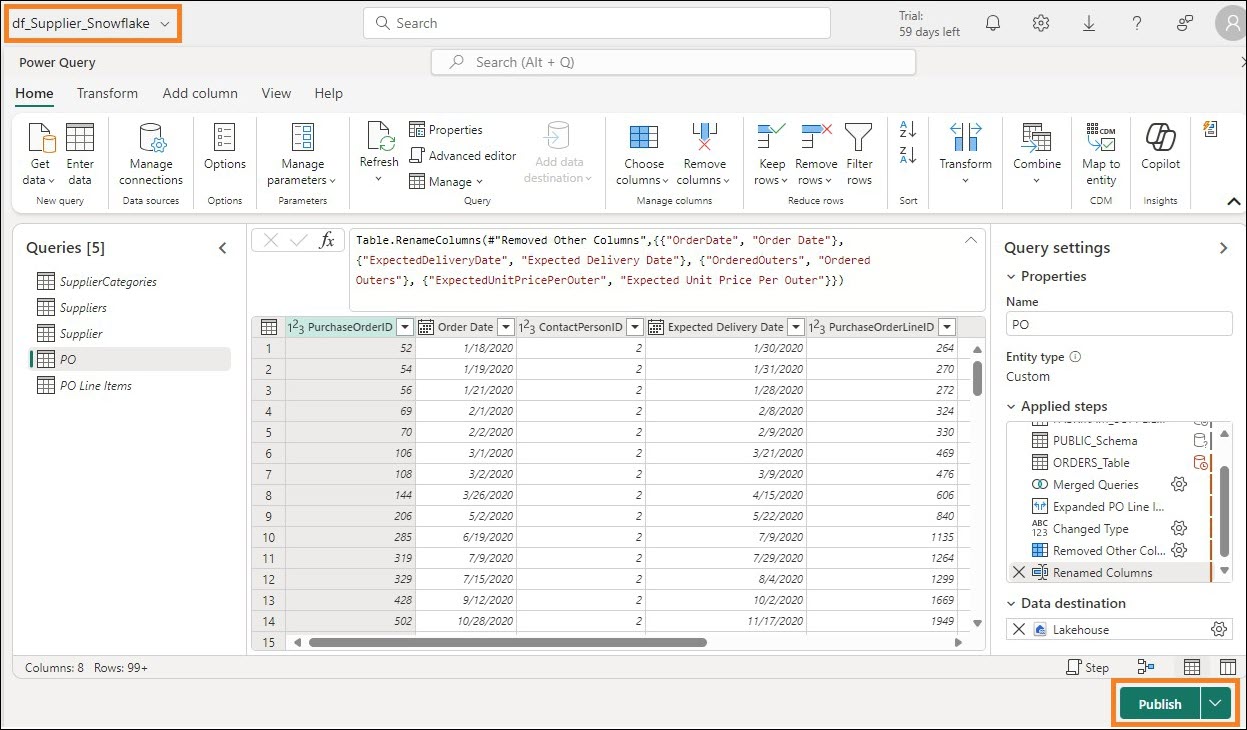 df_Supplier_Snowflake
Search
Trial:
59 days left
Power Query
Search (Alt + Q)
Home Transform Add column View Help
Get data
Enter data
New query
Manage connections
Data sources
Options
Options
Manage parameters
Parameters
Refresh
Properties
Advanced editor
Manage
Add data destination
Query
Choose columns
Remove columns
Manage columns
Keep rows
Remove rows
Filter rows
Reduce rows
Sort
Transform
Combine
Map to entity
CDM
Copilot
Insights
Queries [5]
SupplierCategories
Suppliers
Supplier
PO
PO Line Items
fx
Table.RenameColumns(#"Removed Other Columns",{{"OrderDate", "Order Date"},
{"ExpectedDeliveryDate", "Expected Delivery Date"}, {"OrderedOuters", "Ordered
Outers"}, {"ExpectedUnitPricePerOuter", "Expected Unit Price Per Outer"}})
PurchaseOrderID Order Date ContactPersonID Expected Delivery Date PurchaseOrderLineID
1 52 1/18/2020 2 1/30/2020 264
2 54 1/19/2020 2 1/31/2020 270
3 56 1/21/2020 2 1/28/2020 272
4 69 2/1/2020 2 2/8/2020 324
5 70 2/2/2020 2 2/9/2020 330
6 106 3/1/2020 2 3/21/2020 469
7 108 3/2/2020 2 3/9/2020 476
8 144 3/26/2020 2 4/15/2020 606
9 206 5/2/2020 2 5/22/2020 840
10 285 6/19/2020 2 7/9/2020 1135
11 319 7/9/2020 2 7/29/2020 1264
12 329 7/15/2020 2 8/4/2020 1299
13 428 9/12/2020 2 10/2/2020 1669
14 502 10/28/2020 2 11/17/2020 1949
15
Query settings
Properties
Name
PO
Entity type
Custom
Applied steps
PUBLIC_Schema
ORDERS_Table
Merged Queries
Expanded PO Line I...
Changed Type
Removed Other Col...
Renamed Columns
Data destination
Lakehouse
Columns: 8 Rows: 99+
Step
Publish